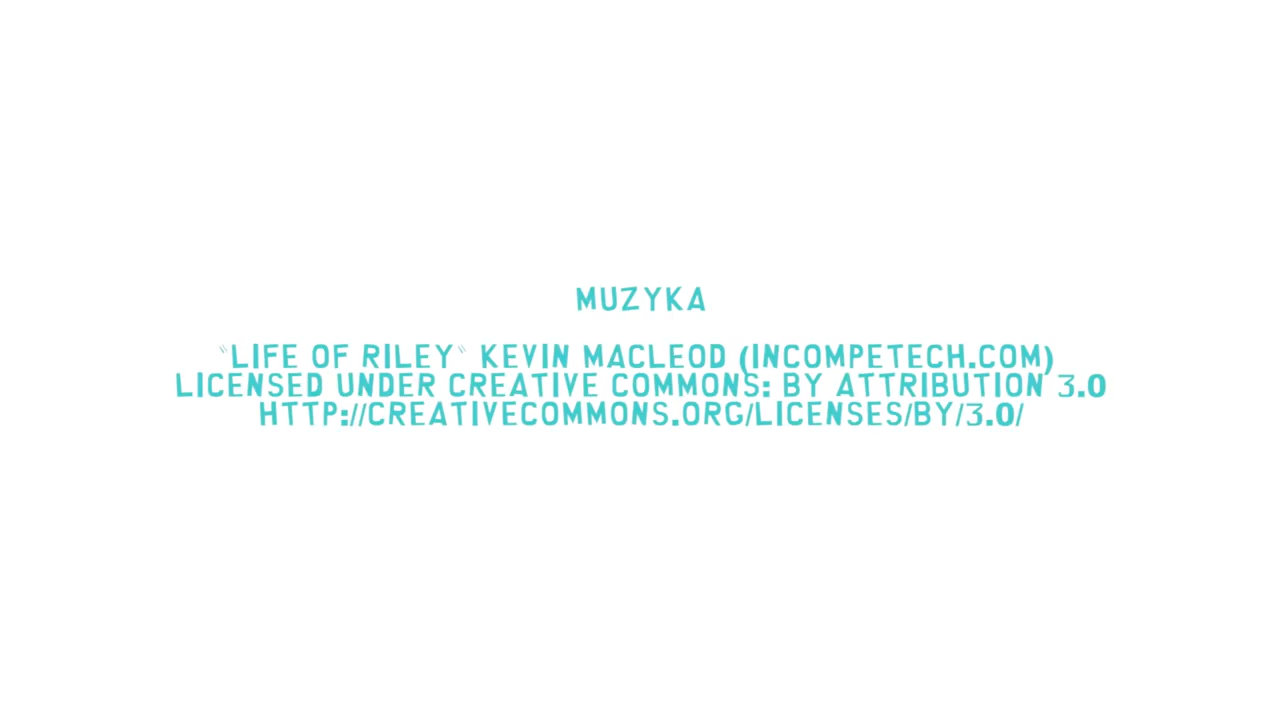 MUZYKA
"LIFE OF RILEY" KEVIN MACLEOD (INCOMPETECH.COM)
LICENSED UNDER CREATIVE COMMONS: BY ATTRIBUTION 3.0
HTTP://CREATIVECOMMONS.ORG/LICENSES/BY/3.0/